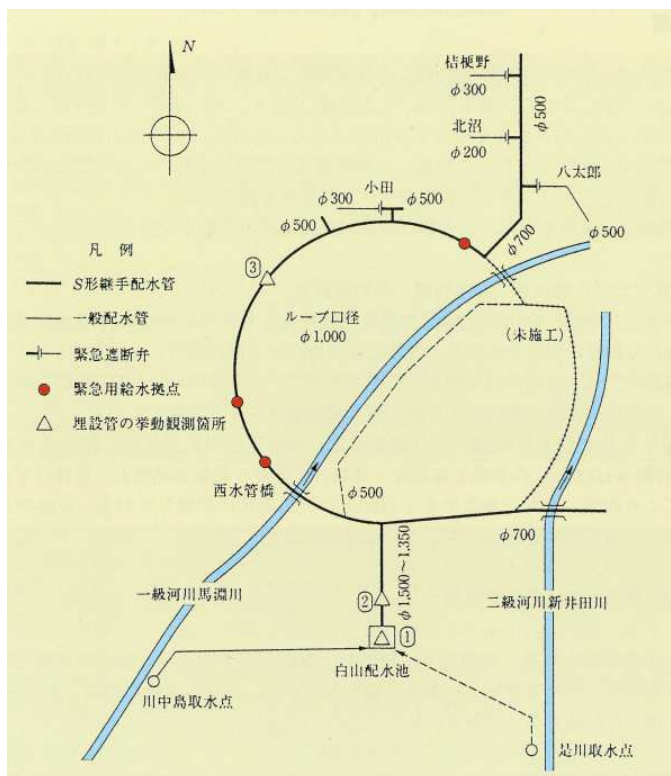 N
桔梗野
φ300
φ500
北沼
φ200
八太郎
φ500
小田
φ300
φ500
φ500
φ700
凡 例
S形継手配水管
一般配水管
緊急遮断弁
緊急用給水拠点
埋設管の挙動観測箇所
③
ループ口径
φ1,000
(未施工)
西水管橋
φ500
φ700
φ1,500～1,350
一級河川馬淵川
二級河川新井田川
②
①
白山配水池
川中島取水点
是川取水点